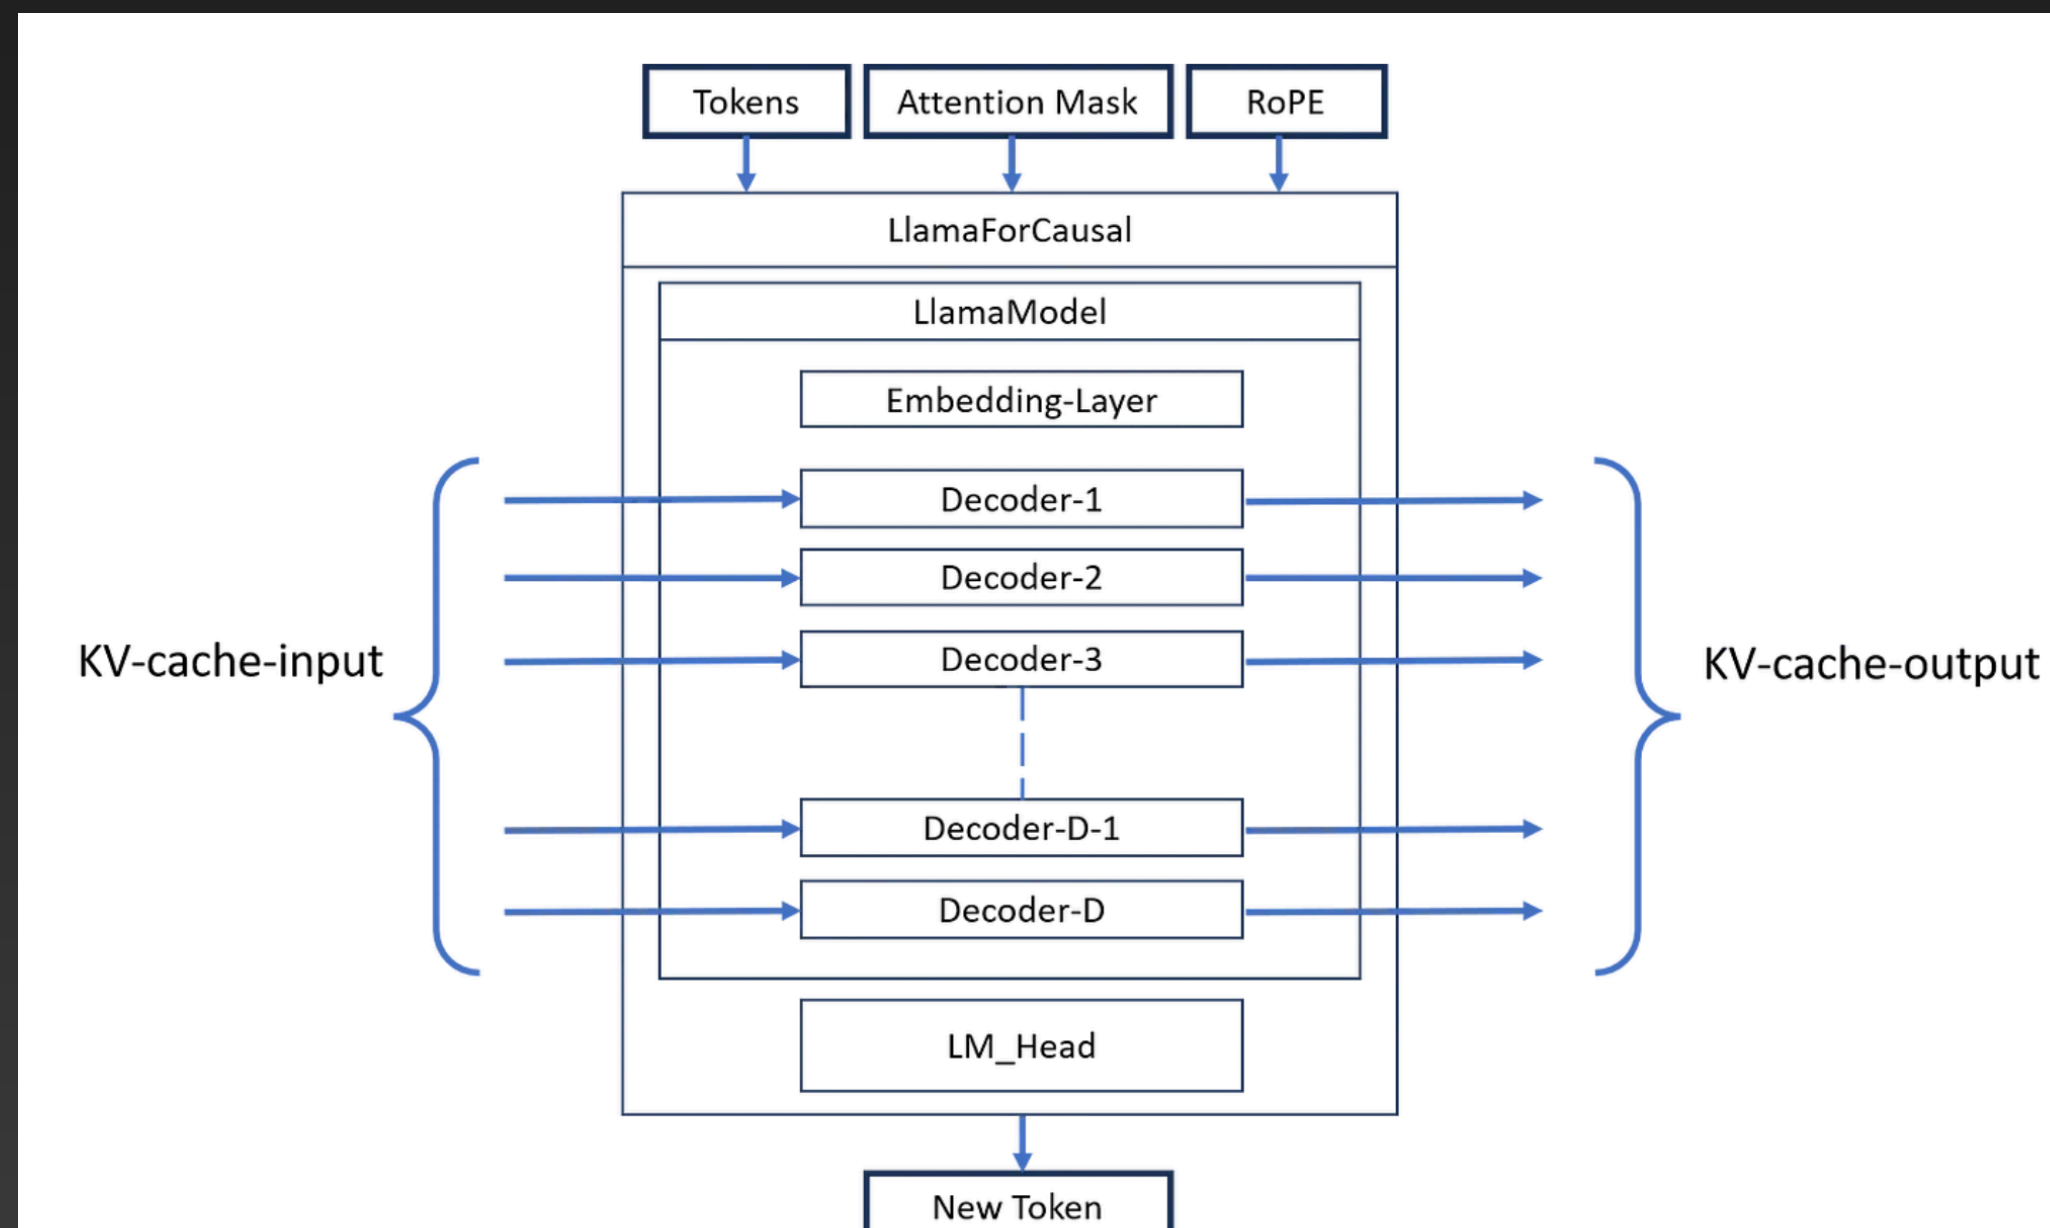 Tokens
Attention Mask
RoPE
LlamaForCausal
LlamaModel
Embedding-Layer
Decoder-1
Decoder-2
Decoder-3
KV-cache-input
KV-cache-output
Decoder-D-1
Decoder-D
LM_Head
New Token